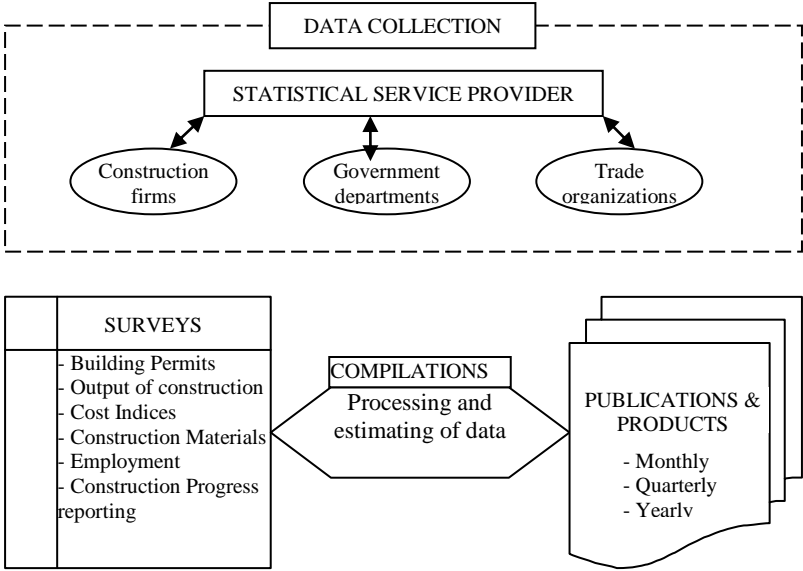 DATA COLLECTION
STATISTICAL SERVICE PROVIDER
Construction
firms
Government
departments
Trade
organizations
SURVEYS
- Building Permits
- Output of construction
- Cost Indices
- Construction Materials
- Employment
- Construction Progress
reporting
COMPILATIONS
Processing and
estimating of data
PUBLICATIONS &
PRODUCTS
- Monthly
- Quarterly
- Yearly